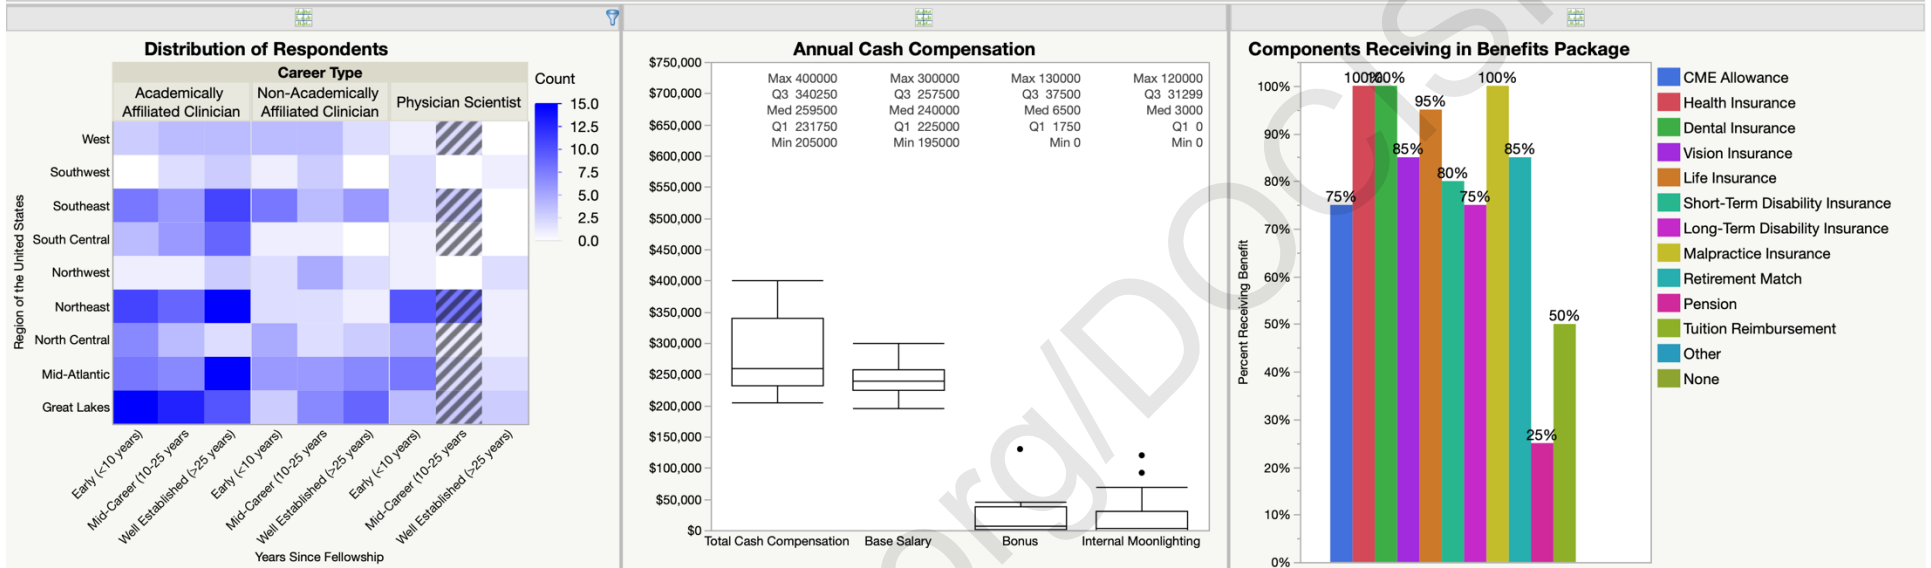 Distribution of Respondents
Career Type
Academically
Affiliated Clinician
Non-Academically
Affiliated Clinician
Physician Scientist
Count
15.0
12.5
10.0
7.5
5.0
2.5
0.0
Region of the United States
West
Southwest
Southeast
South Central
Northwest
Northeast
North Central
Mid-Atlantic
Great Lakes
Early (<10 years)
Mid-Career (10-25 years
Well Established (>25 years)
Early (<10 years)
Mid-Career (10-25 years
Well Established (>25 years)
Early (<10 years)
Mid-Career (10-25 years
Well Established (>25 years)
Years Since Fellowship
Annual Cash Compensation
$750,000
$700,000
$650,000
$600,000
$550,000
$500,000
$450,000
$400,000
$350,000
$300,000
$250,000
$200,000
$150,000
$100,000
$50,000
$0
Max 400000
Q3 340250
Med 259500
Q1 231750
Min 205000
Max 300000
Q3 257500
Med 240000
Q1 225000
Min 195000
Max 130000
Q3 37500
Med 6500
Q1 1750
Min 0
Max 120000
Q3 31299
Med 3000
Q1 0
Min 0
Total Cash Compensation
Base Salary
Bonus
Internal Moonlighting
Components Receiving in Benefits Package
Percent Receiving Benefit
100%
90%
80%
70%
60%
50%
40%
30%
20%
10%
0%
75%
100%
100%
85%
95%
80%
75%
100%
85%
25%
50%
CME Allowance
Health Insurance
Dental Insurance
Vision Insurance
Life Insurance
Short-Term Disability Insurance
Long-Term Disability Insurance
Malpractice Insurance
Retirement Match
Pension
Tuition Reimbursement
Other
None
org/DOCISM